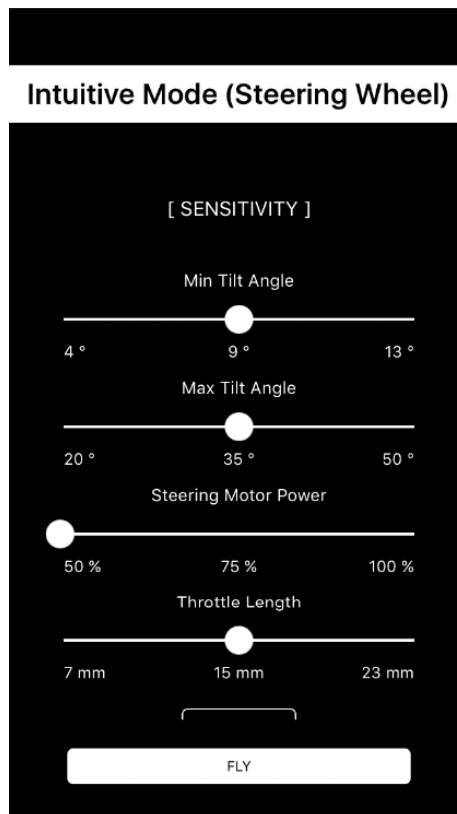 Intuitive Mode (Steering Wheel)
[ SENSITIVITY ]
Min Tilt Angle
4 ° 9 ° 13 °
Max Tilt Angle
20 ° 35 ° 50 °
Steering Motor Power
50 % 75 % 100 %
Throttle Length
7 mm 15 mm 23 mm
FLY